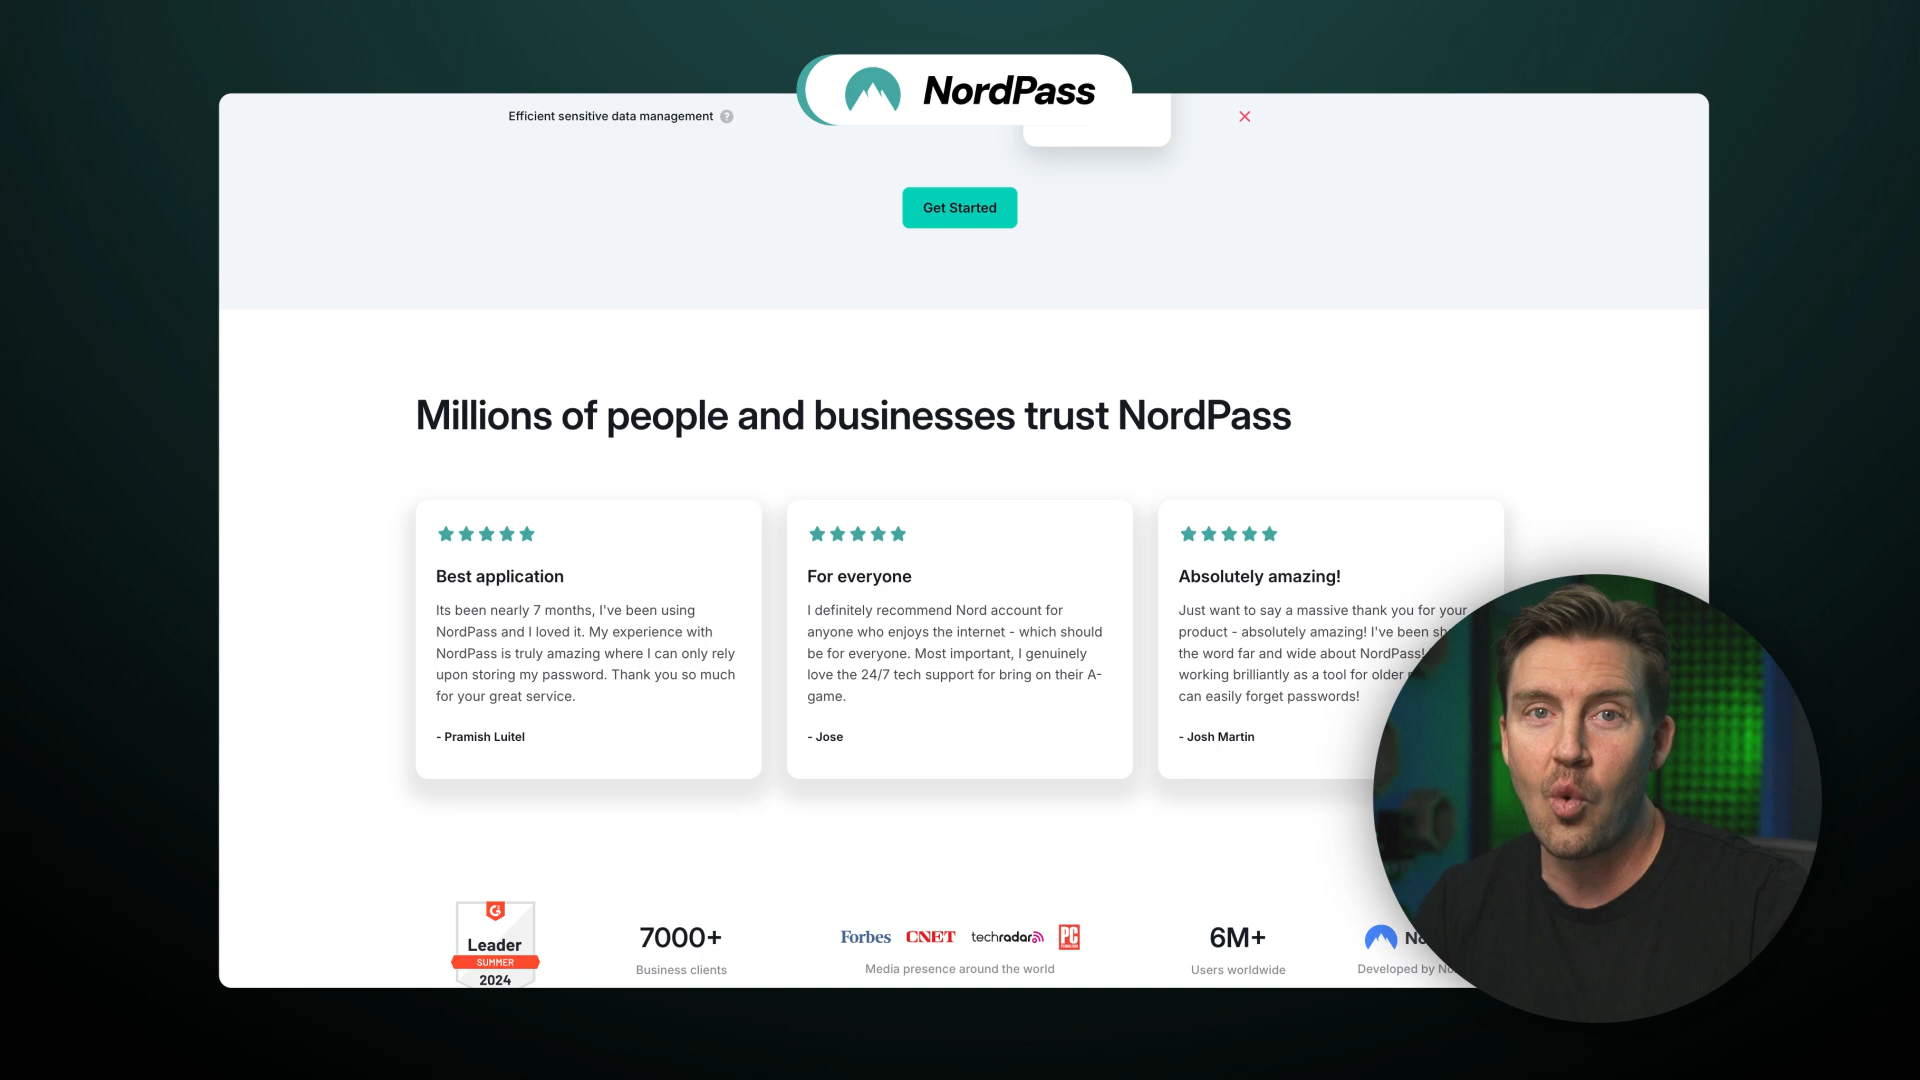 NordPass
Efficient sensitive data management ?
Get Started
Millions of people and businesses trust NordPass
Best application
Its been nearly 7 months, I've been using
NordPass and I loved it. My experience with
NordPass is truly amazing where I can only rely
upon storing my password. Thank you so much
for your great service.
- Pramish Luitel
For everyone
I definitely recommend Nord account for
anyone who enjoys the internet - which should
be for everyone. Most important, I genuinely
love the 24/7 tech support for bring on their A-
game.
- Jose
Absolutely amazing!
Just want to say a massive thank you for your
product - absolutely amazing! I've been
the word far and wide about NordPass!
working brilliantly as a tool for older
can easily forget passwords!
- Josh Martin
G
Leader
SUMMER
2024
7000+
Business clients
Forbes CNET techradar PC
Media presence around the world
6M+
Users worldwide
Developed by